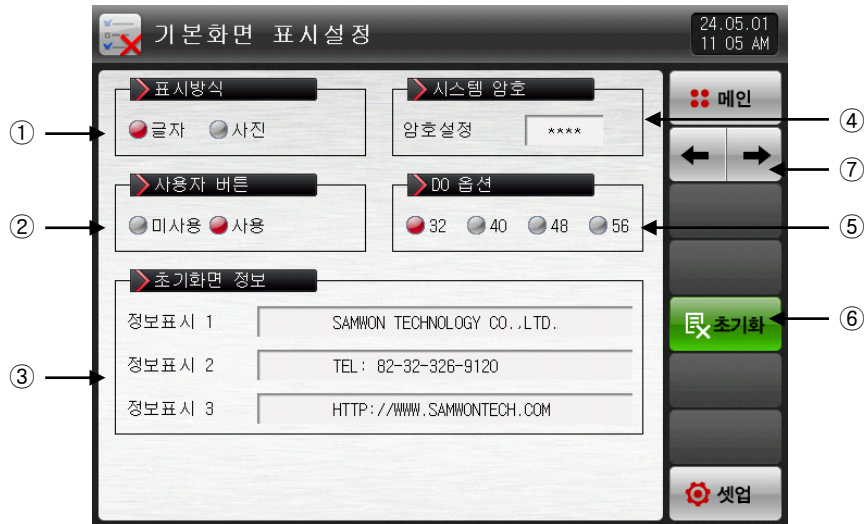 기본화면 표시설정
24.05.01
11 05 AM
표시방식
시스템 암호
메인
① 글자 사진
암호설정 ****
④
⑦
사용자 버튼
DO 옵션
② 미사용 사용
32 40 48 56
⑤
초기화면 정보
정보표시 1 SAMWON TECHNOLOGY CO.,LTD.
초기화 ⑥
③ 정보표시 2 TEL: 82-32-326-9120
정보표시 3 HTTP://WWW.SAMWONTECH.COM
셋업